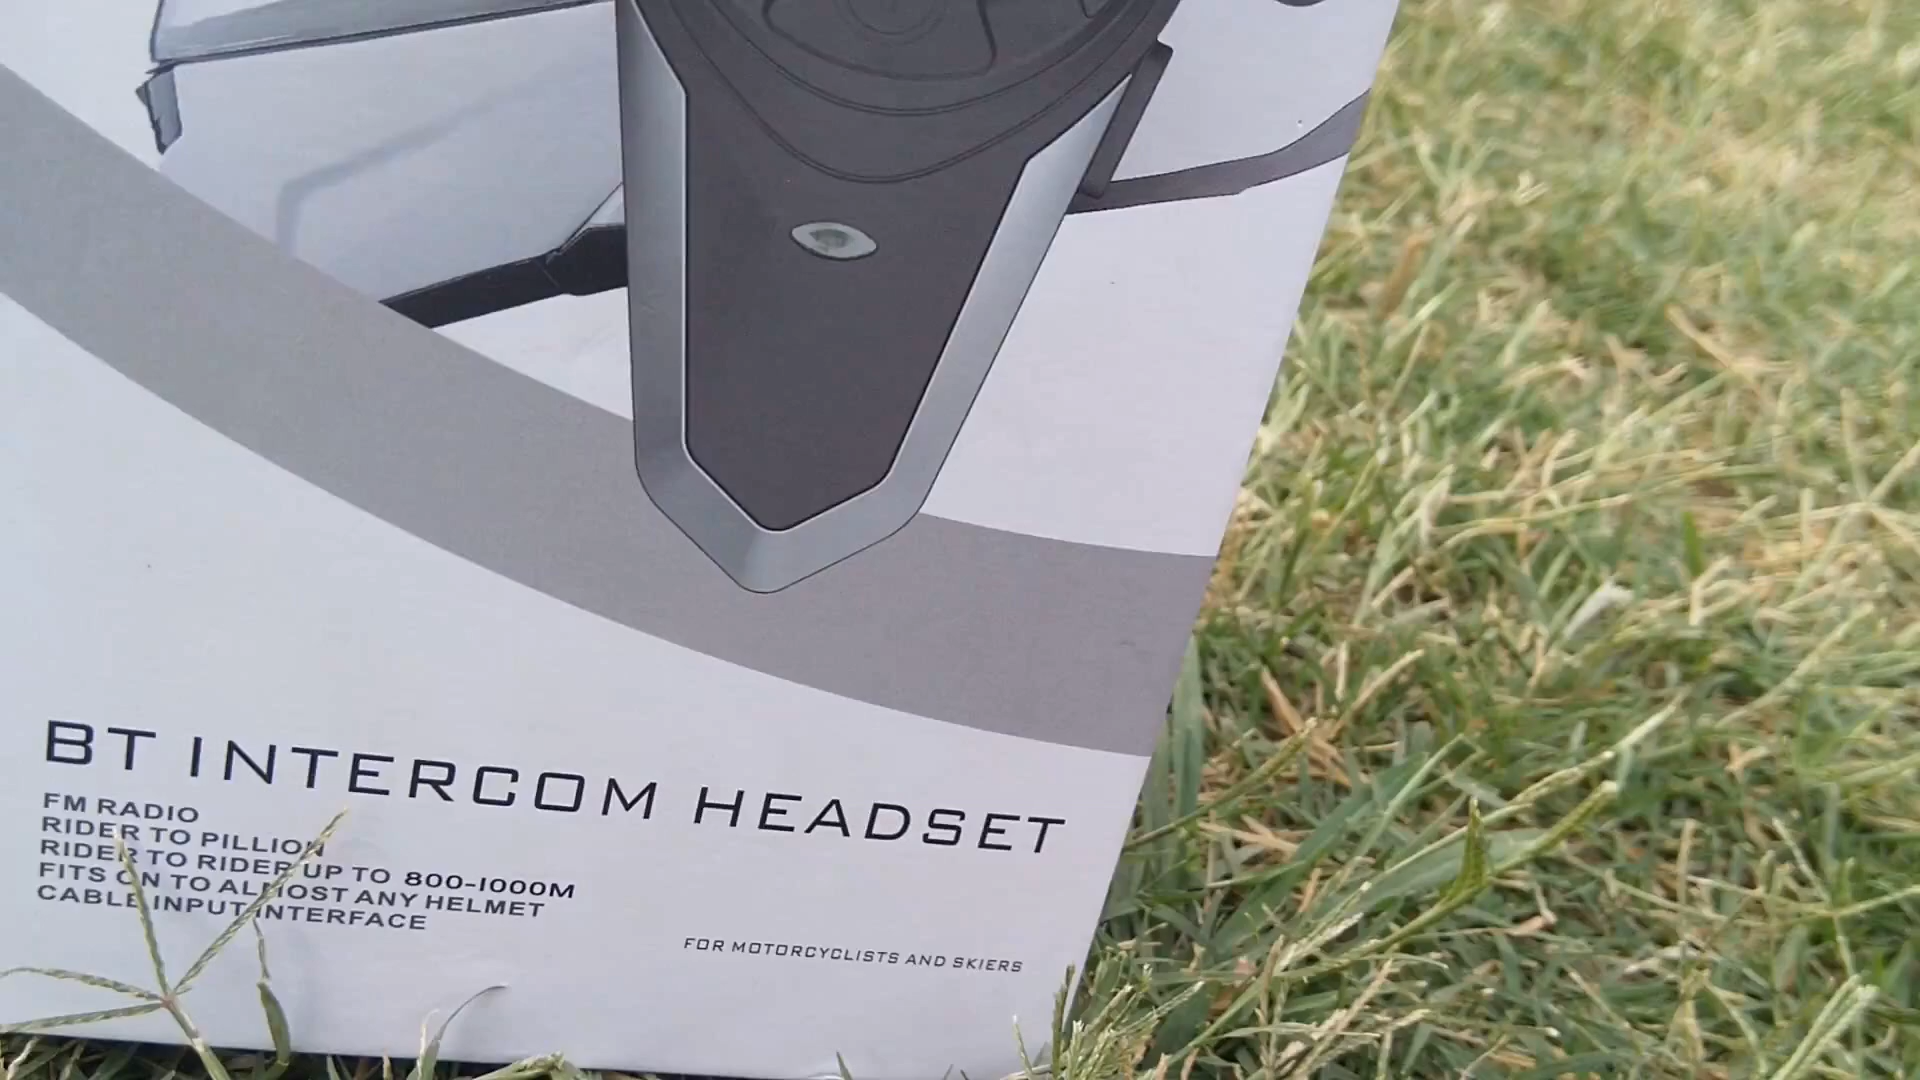 BT INTERCOM HEADSET
FM RADIO
RIDER TO PILLION
RIDER TO RIDER UP TO 800-1000M
FITS ON TO ALMOST ANY HELMET
CABLE INPUT INTERFACE
FOR MOTORCYCLISTS AND SKIERS